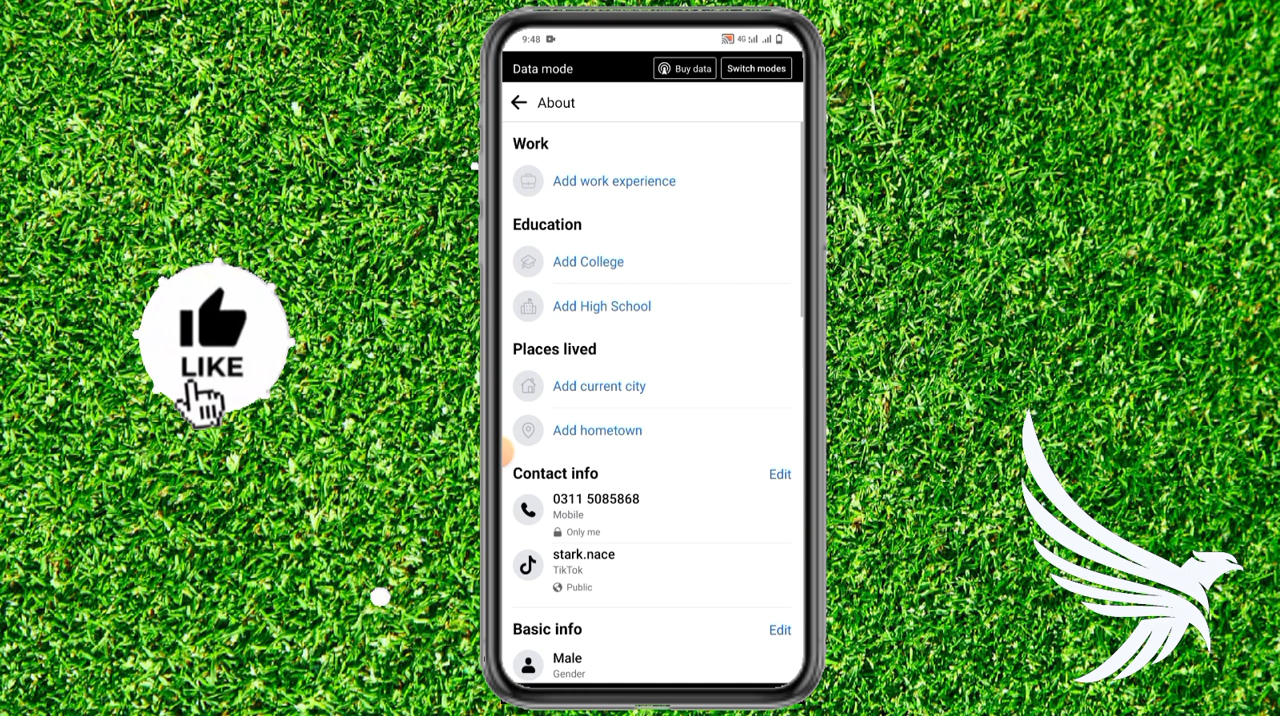 9:48
4G
Data mode
Buy data
Switch modes
About
Work
Add work experience
Education
Add College
Add High School
Places lived
Add current city
Add hometown
Contact info
Edit
0311 5085868
Mobile
Only me
stark.nace
TikTok
Public
Basic info
Edit
Male
Gender
LIKE